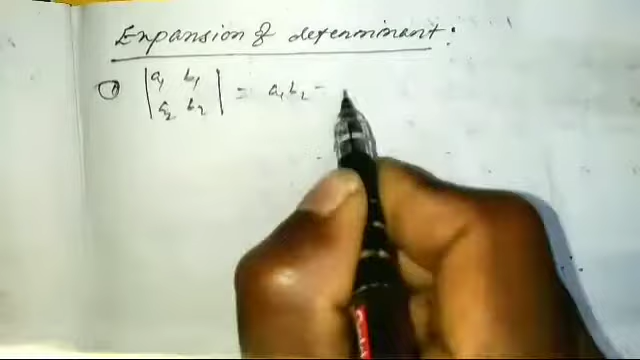 Expansion of determinant:
① | a₁ b₁ | = a₁b₂ -
| a₂ b₂ |